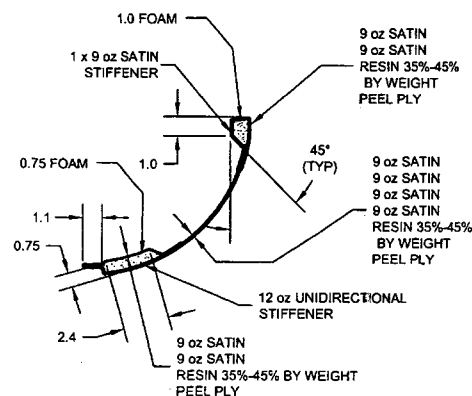 1.0 FOAM
1 x 9 oz SATIN
STIFFENER
9 oz SATIN
9 oz SATIN
RESIN 35%-45%
BY WEIGHT
PEEL PLY
1.0
45°
(TYP)
0.75 FOAM
1.1
0.75
9 oz SATIN
9 oz SATIN
9 oz SATIN
9 oz SATIN
RESIN 35%-45%
BY WEIGHT
PEEL PLY
12 oz UNIDIRECTIONAL
STIFFENER
2.4
9 oz SATIN
9 oz SATIN
RESIN 35%-45% BY WEIGHT
PEEL PLY